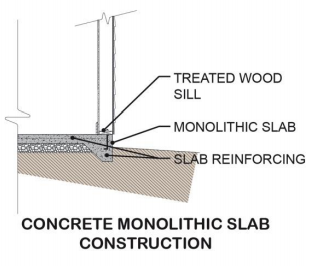 TREATED WOOD
SILL
MONOLITHIC SLAB
SLAB REINFORCING
CONCRETE MONOLITHIC SLAB
CONSTRUCTION